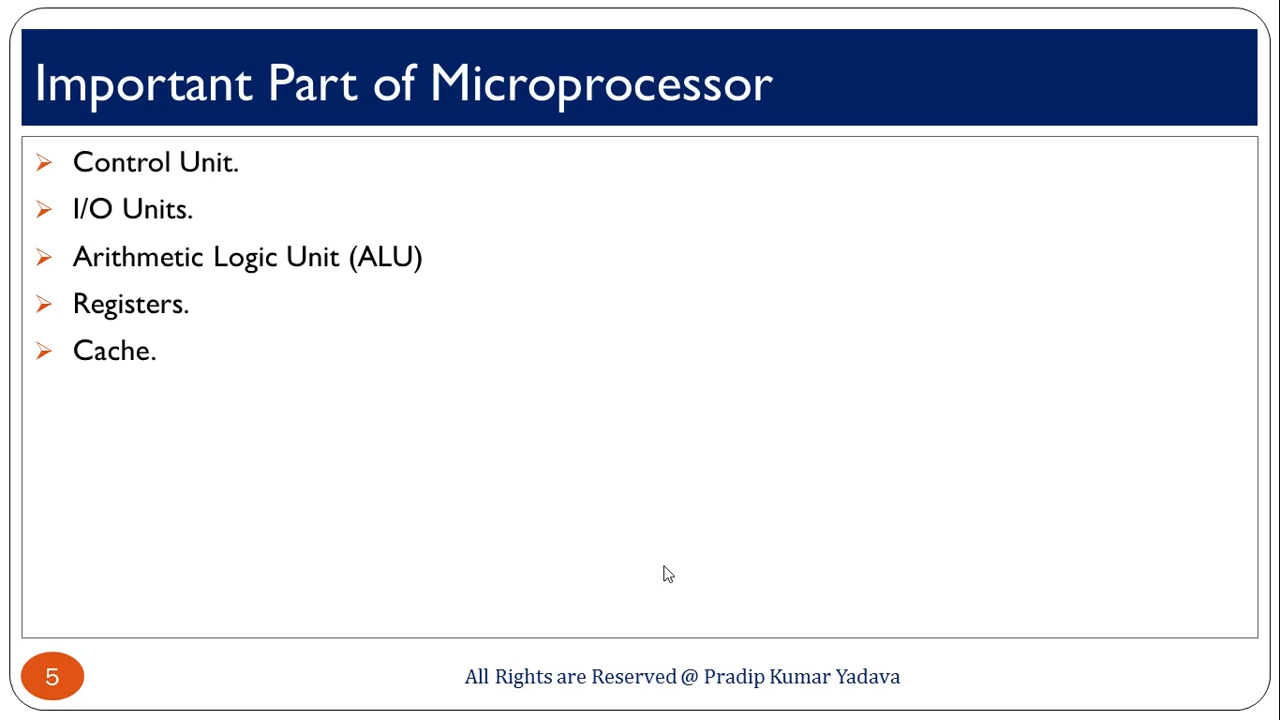 Important Part of Microprocessor
Control Unit.
I/O Units.
Arithmetic Logic Unit (ALU)
Registers.
Cache.
5
All Rights are Reserved @ Pradip Kumar Yadava